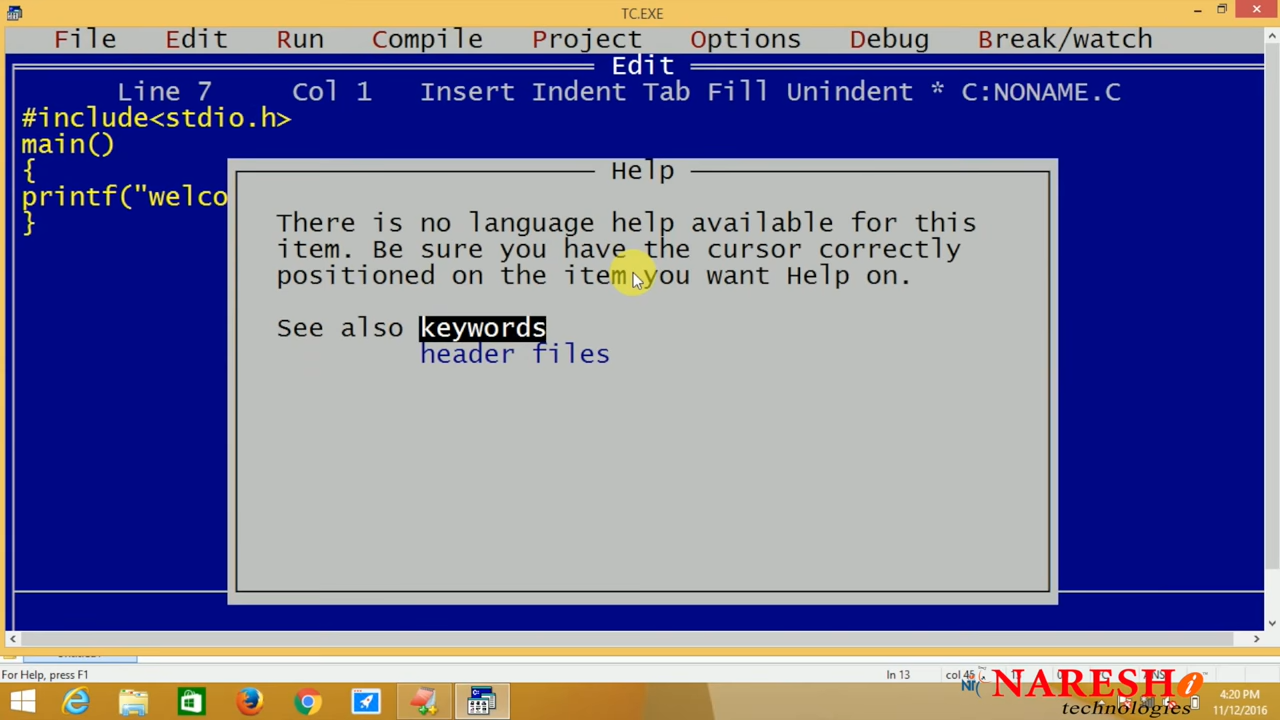 TC.EXE
File Edit Run Compile Project Options Debug Break/watch
Edit
Line 7 Col 1 Insert Indent Tab Fill Unindent * C:NONAME.C
#include<stdio.h>
main()
{
printf("welco
}
Help
There is no language help available for this
item. Be sure you have the cursor correctly
positioned on the item you want Help on.
See also keywords
header files
For Help, press F1
ln 13 col 45
NARESH i
technologies
4:20 PM
11/12/2016